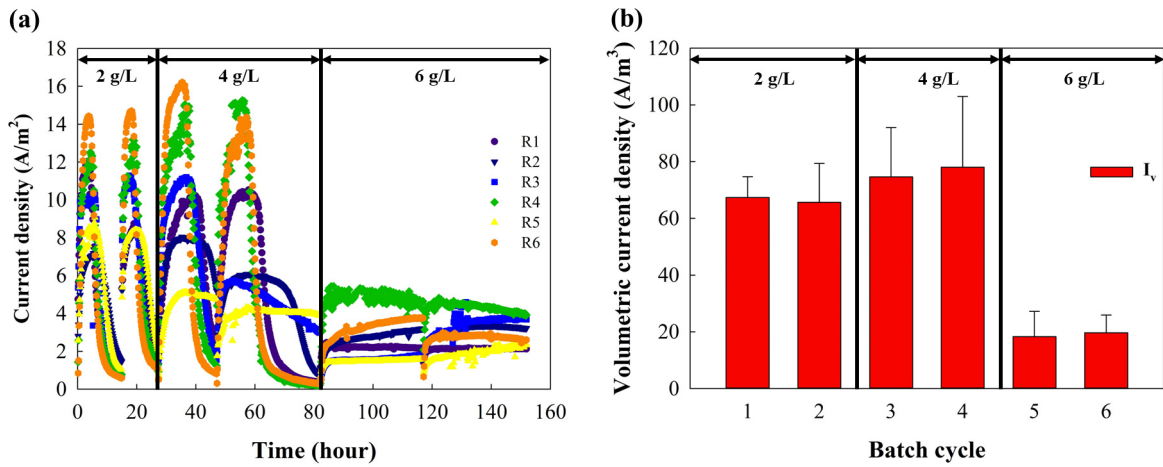 (a)
2 g/L
4 g/L
6 g/L
18
16
14
12
10
8
6
4
2
0
Current density (A/m²)
R1
R2
R3
R4
R5
R6
0
20
40
60
80
100
120
140
160
Time (hour)
(b)
2 g/L
4 g/L
6 g/L
120
100
80
60
40
20
0
Volumetric current density (A/m³)
Iᵥ
1
2
3
4
5
6
Batch cycle